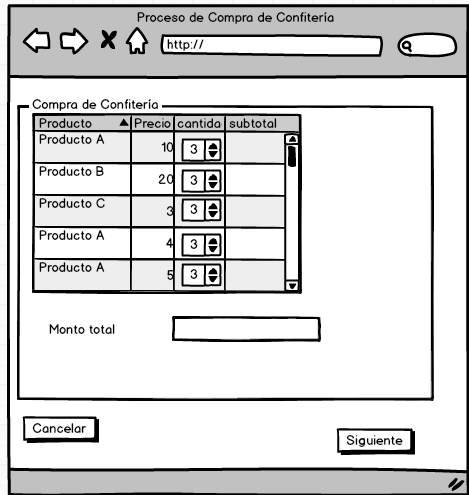 Proceso de Compra de Confitería
http://
Compra de Confitería
Producto Precio cantida subtotal
Producto A 10 3
Producto B 20 3
Producto C 3 3
Producto A 4 3
Producto A 5 3
Monto total
Cancelar
Siguiente